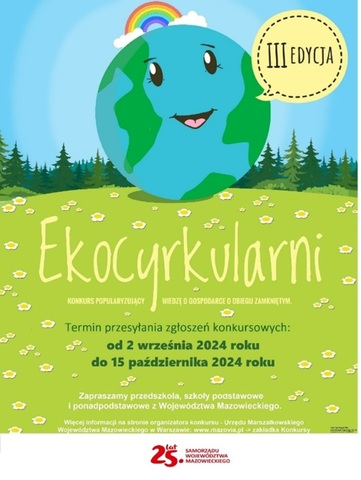 III EDYCJA
Ekocyrkularni
KONKURS POPULARYZUJĄCY WIEDZĘ O GOSPODARCE O OBIEGU ZAMKNIĘTYM
Termin przesyłania zgłoszeń konkursowych:
od 2 września 2024 roku
do 15 października 2024 roku
Zapraszamy przedszkola, szkoły podstawowe
i ponadpodstawowe z Województwa Mazowieckiego.
Więcej informacji na stronie organizatora konkursu - Urzędu Marszałkowskiego
Województwa Mazowieckiego w Warszawie: www.mazovia.pl -> zakładka Konkursy
25 lat
SAMORZĄDU
WOJEWÓDZTWA
MAZOWIECKIEGO